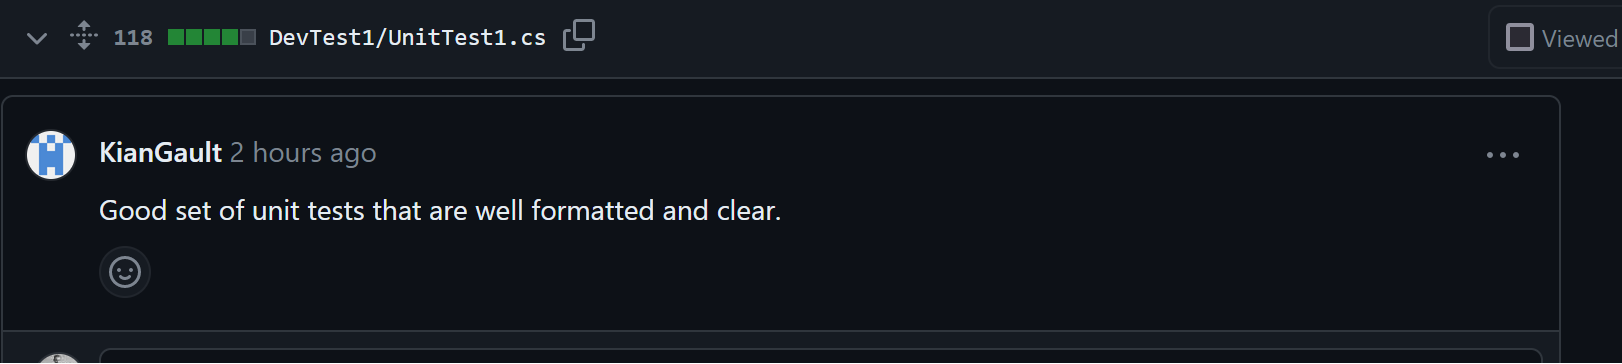 118 DevTest1/UnitTest1.cs
Viewed
KianGault 2 hours ago
Good set of unit tests that are well formatted and clear.